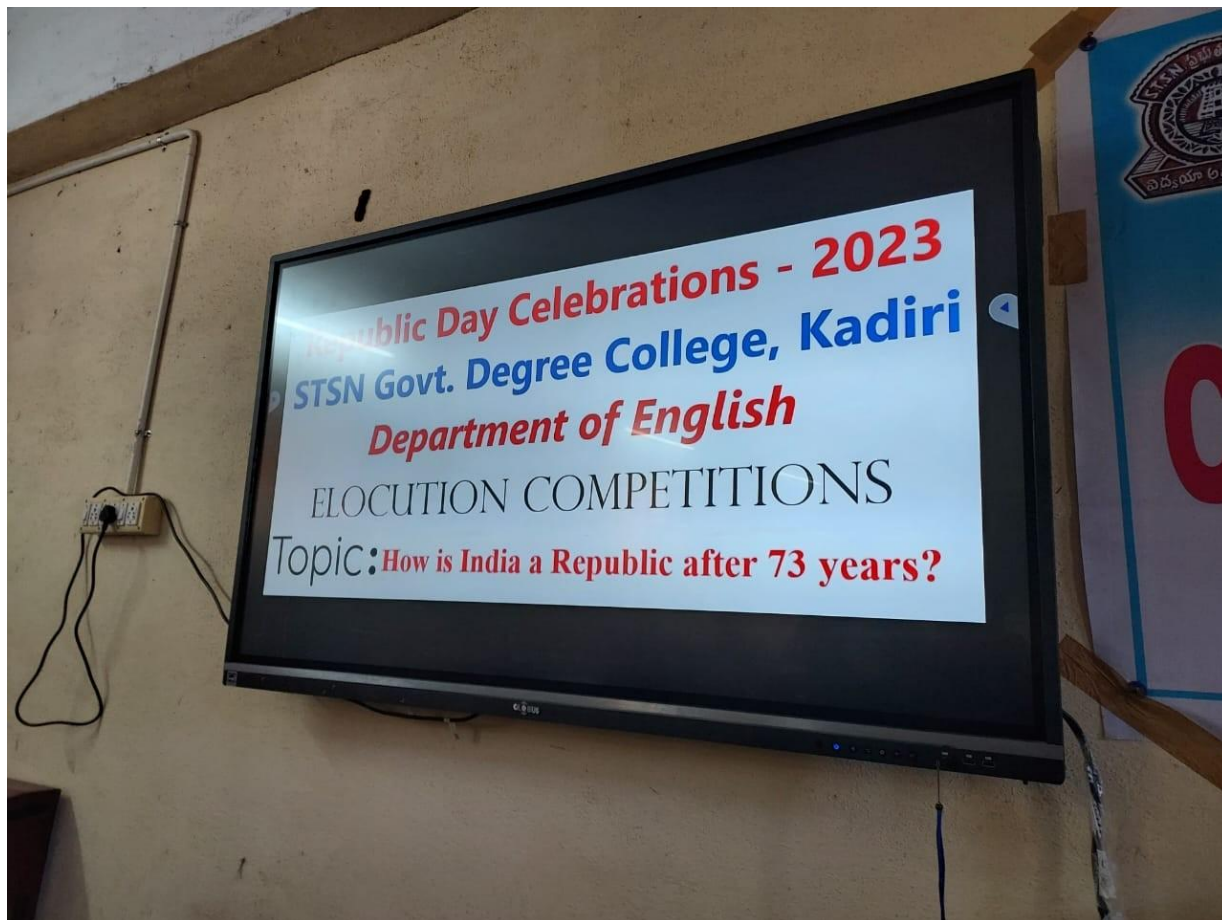 Republic Day Celebrations - 2023
STSN Govt. Degree College, Kadiri
Department of English
ELOCUTION COMPETITIONS
Topic: How is India a Republic after 73 years?
GLOBUS
S.T.S.N.